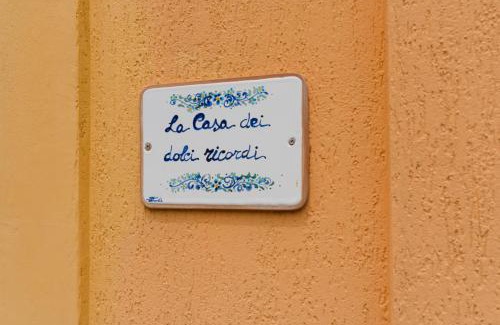 La Casa dei
dolci ricordi